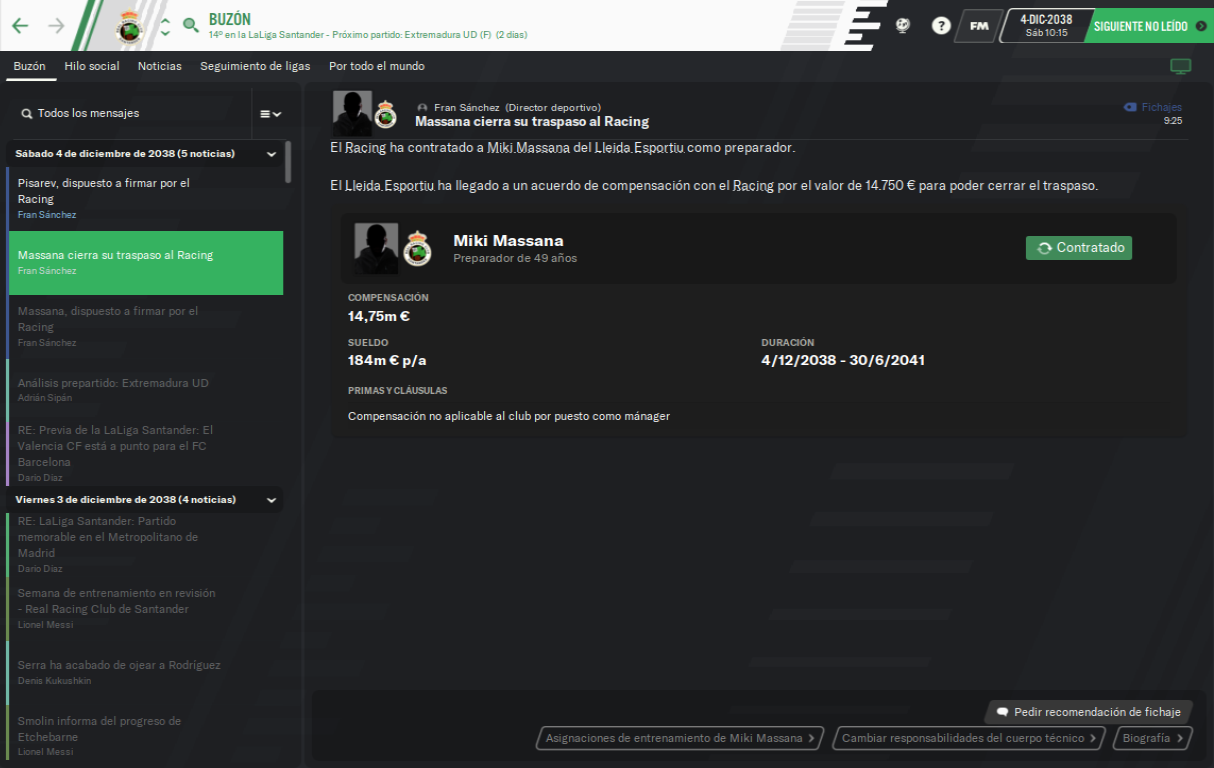 BUZÓN
14º en la LaLiga Santander - Próximo partido: Extremadura UD (F) (2 días)
?
FM
4-DIC-2038
Sáb 10:15
SIGUIENTE NO LEÍDO
Buzón Hilo social Noticias Seguimiento de ligas Por todo el mundo
Todos los mensajes
Sábado 4 de diciembre de 2038 (5 noticias)
Pisarev, dispuesto a firmar por el
Racing
Fran Sánchez
Massana cierra su traspaso al Racing
Fran Sánchez
Massana, dispuesto a firmar por el
Racing
Fran Sánchez
Análisis prepartido: Extremadura UD
Adrián Sipán
RE: Previa de la LaLiga Santander: El
Valencia CF está a punto para el FC
Barcelona
Darío Díaz
Viernes 3 de diciembre de 2038 (4 noticias)
RE: LaLiga Santander: Partido
memorable en el Metropolitano de
Madrid
Darío Díaz
Semana de entrenamiento en revisión
- Real Racing Club de Santander
Lionel Messi
Serra ha acabado de ojear a Rodríguez
Denis Kukushkin
Smolin informa del progreso de
Etchebarne
Lionel Messi
Fran Sánchez (Director deportivo)
Massana cierra su traspaso al Racing
Fichajes
9:25
El Racing ha contratado a Miki Massana del Lleida Esportiu como preparador.
El Lleida Esportiu ha llegado a un acuerdo de compensación con el Racing por el valor de 14.750 € para poder cerrar el traspaso.
Miki Massana
Preparador de 49 años
Contratado
COMPENSACIÓN
14,75m €
SUELDO
184m € p/a
DURACIÓN
4/12/2038 - 30/6/2041
PRIMAS Y CLÁUSULAS
Compensación no aplicable al club por puesto como mánager
Pedir recomendación de fichaje
Asignaciones de entrenamiento de Miki Massana
Cambiar responsabilidades del cuerpo técnico
Biografía